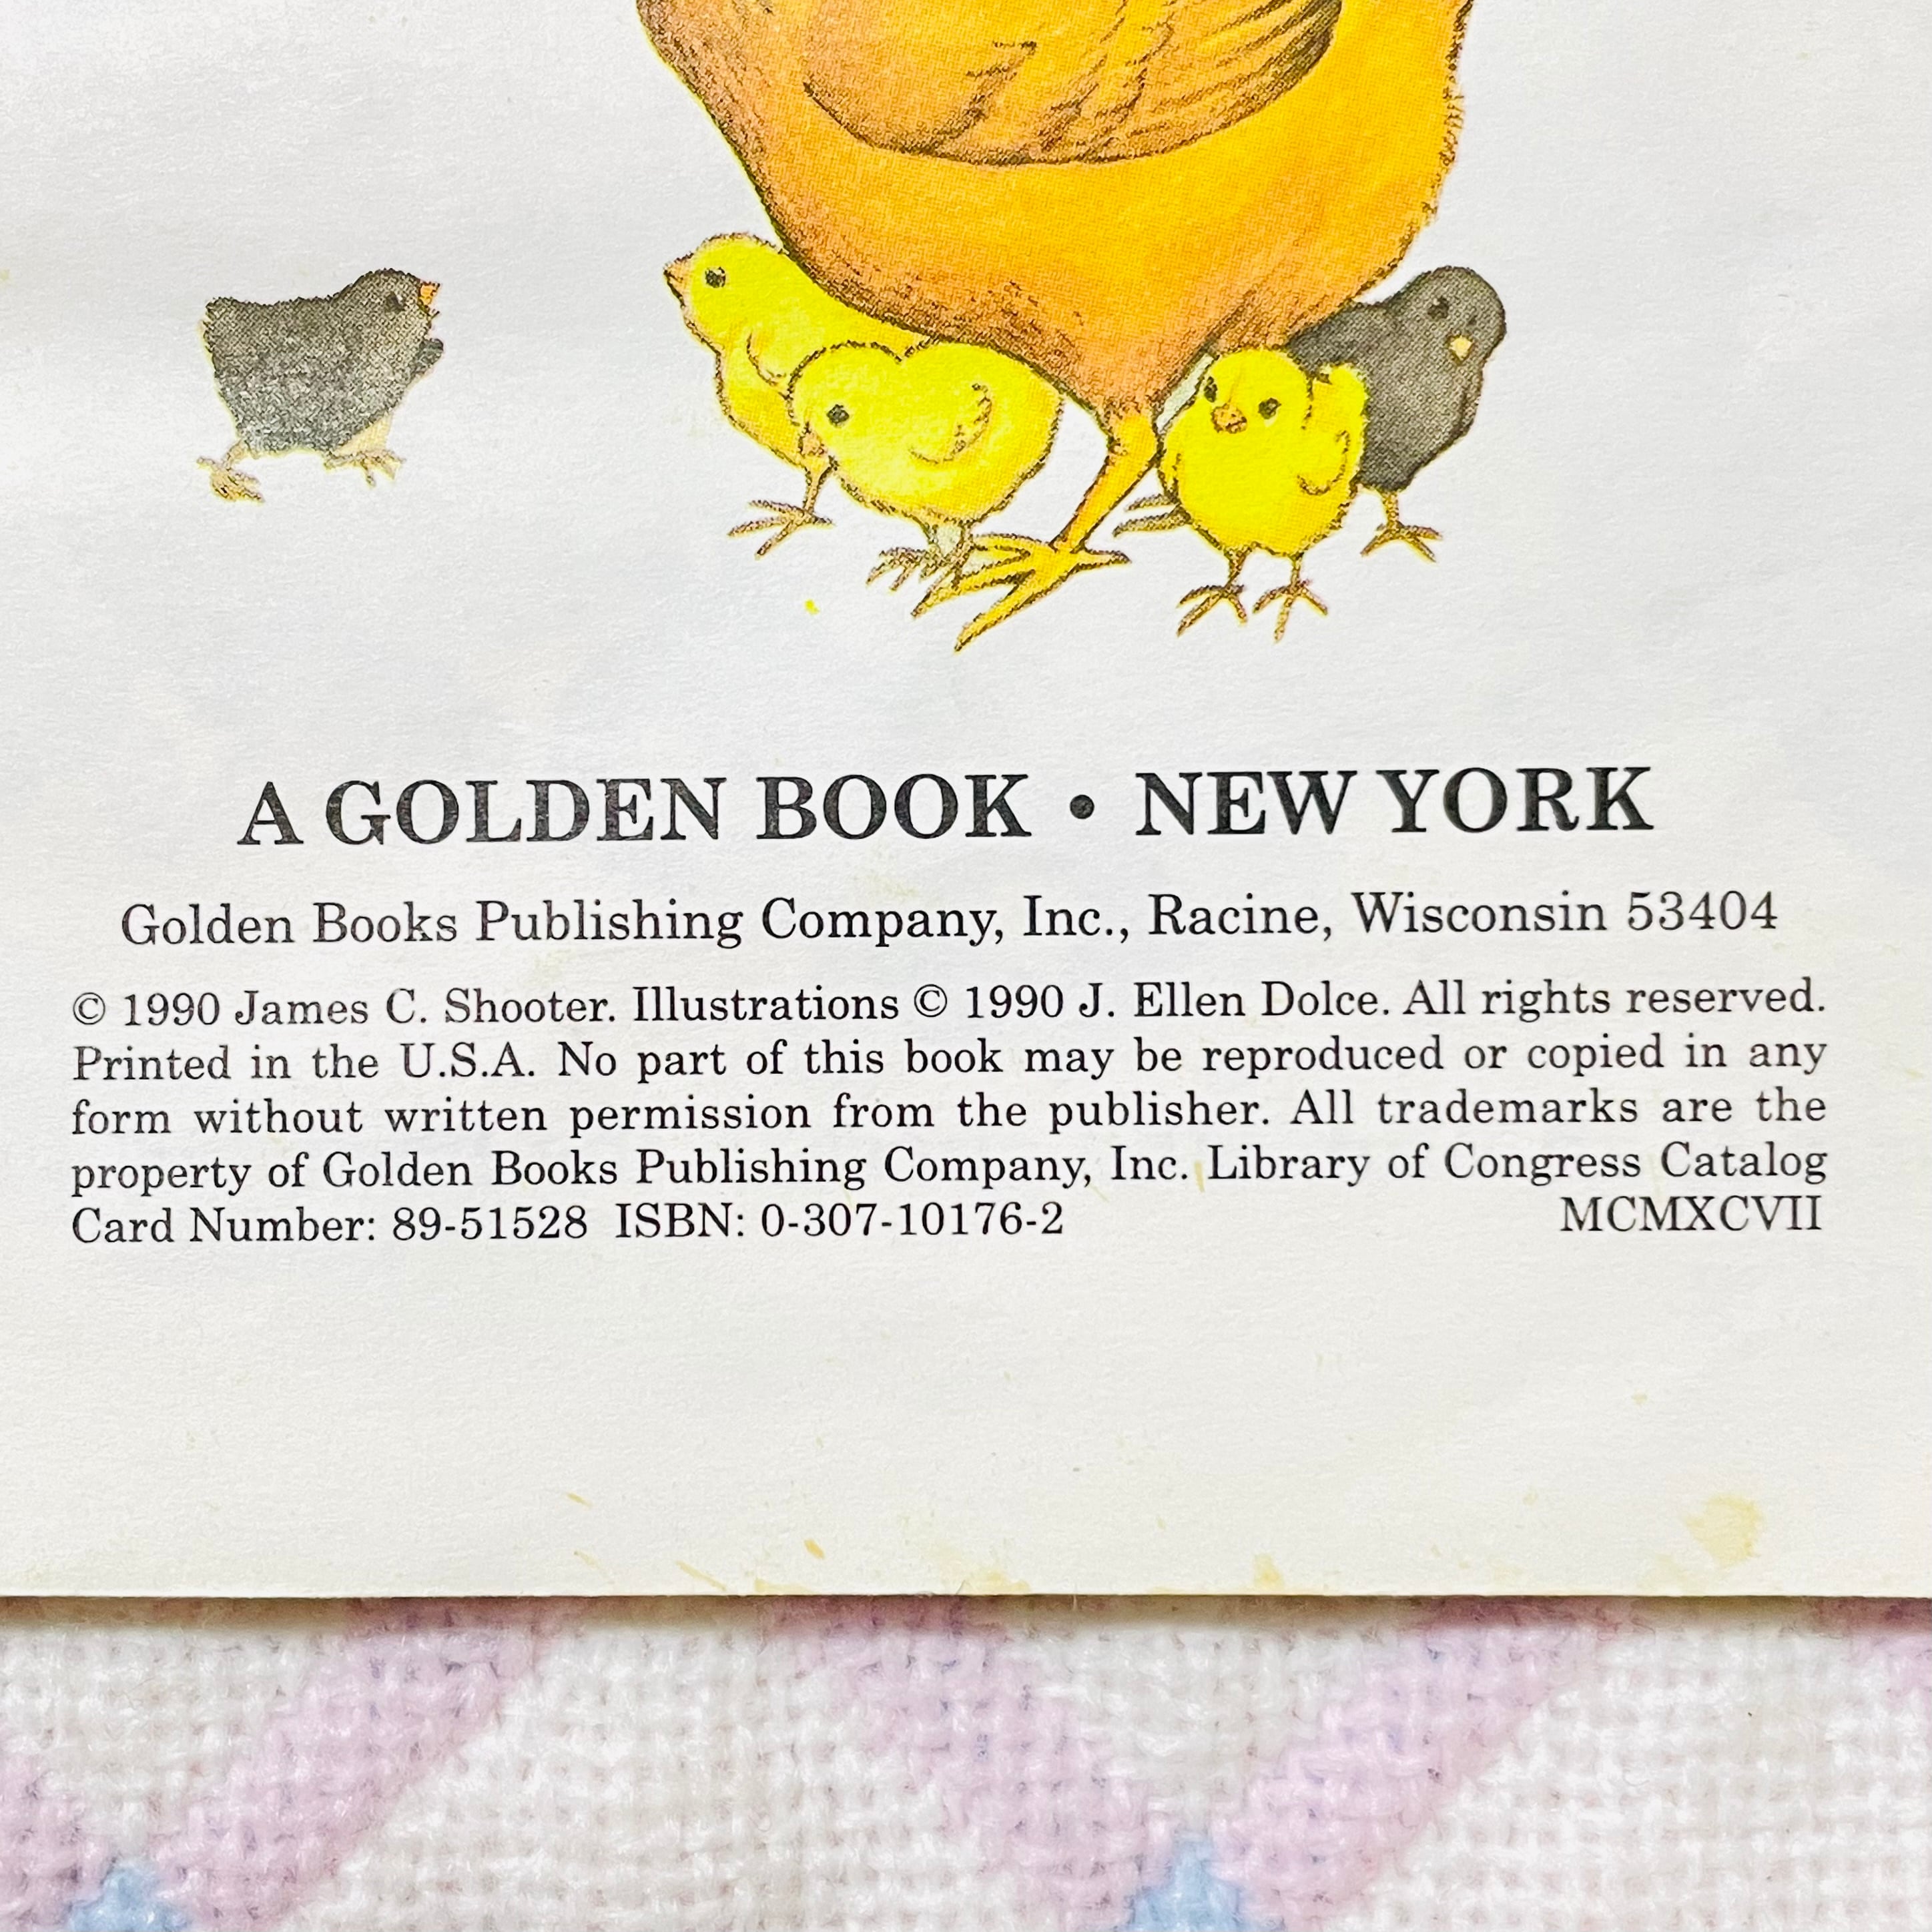 A GOLDEN BOOK • NEW YORK
Golden Books Publishing Company, Inc., Racine, Wisconsin 53404
© 1990 James C. Shooter. Illustrations © 1990 J. Ellen Dolce. All rights reserved.
Printed in the U.S.A. No part of this book may be reproduced or copied in any
form without written permission from the publisher. All trademarks are the
property of Golden Books Publishing Company, Inc. Library of Congress Catalog
Card Number: 89-51528 ISBN: 0-307-10176-2 MCMXCVII